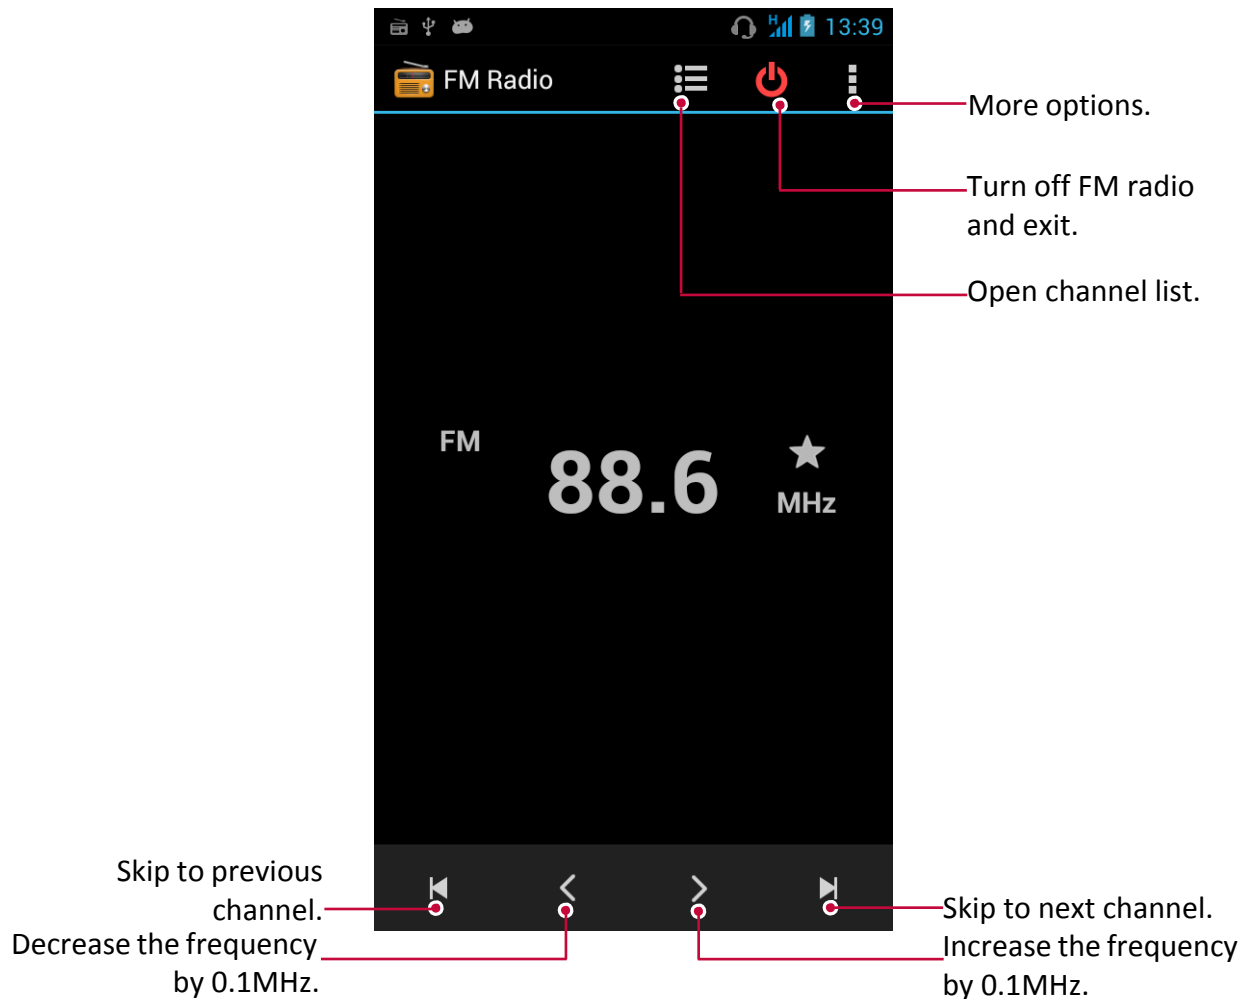 13:39
FM Radio
More options.
Turn off FM radio
and exit.
Open channel list.
FM
88.6
MHz
Skip to previous
channel.
Decrease the frequency
by 0.1MHz.
Skip to next channel.
Increase the frequency
by 0.1MHz.